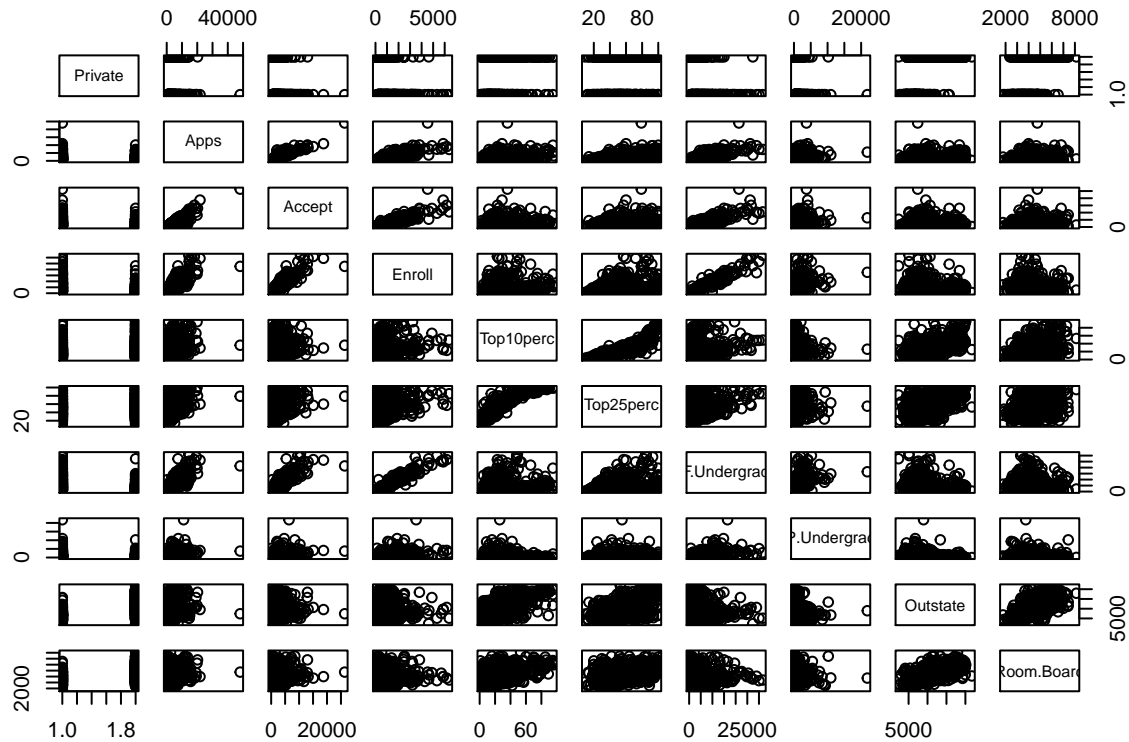 0 40000
0 5000
20 80
0 20000
2000 8000
Private
1.0
0
Apps
Accept
0
0
Enroll
Top10perc
0
20
Top25perc
F.Undergrad
0
0
P.Undergrad
Outstate
5000
2000
Room.Board
1.0 1.8
0 20000
0 60
0 25000
5000